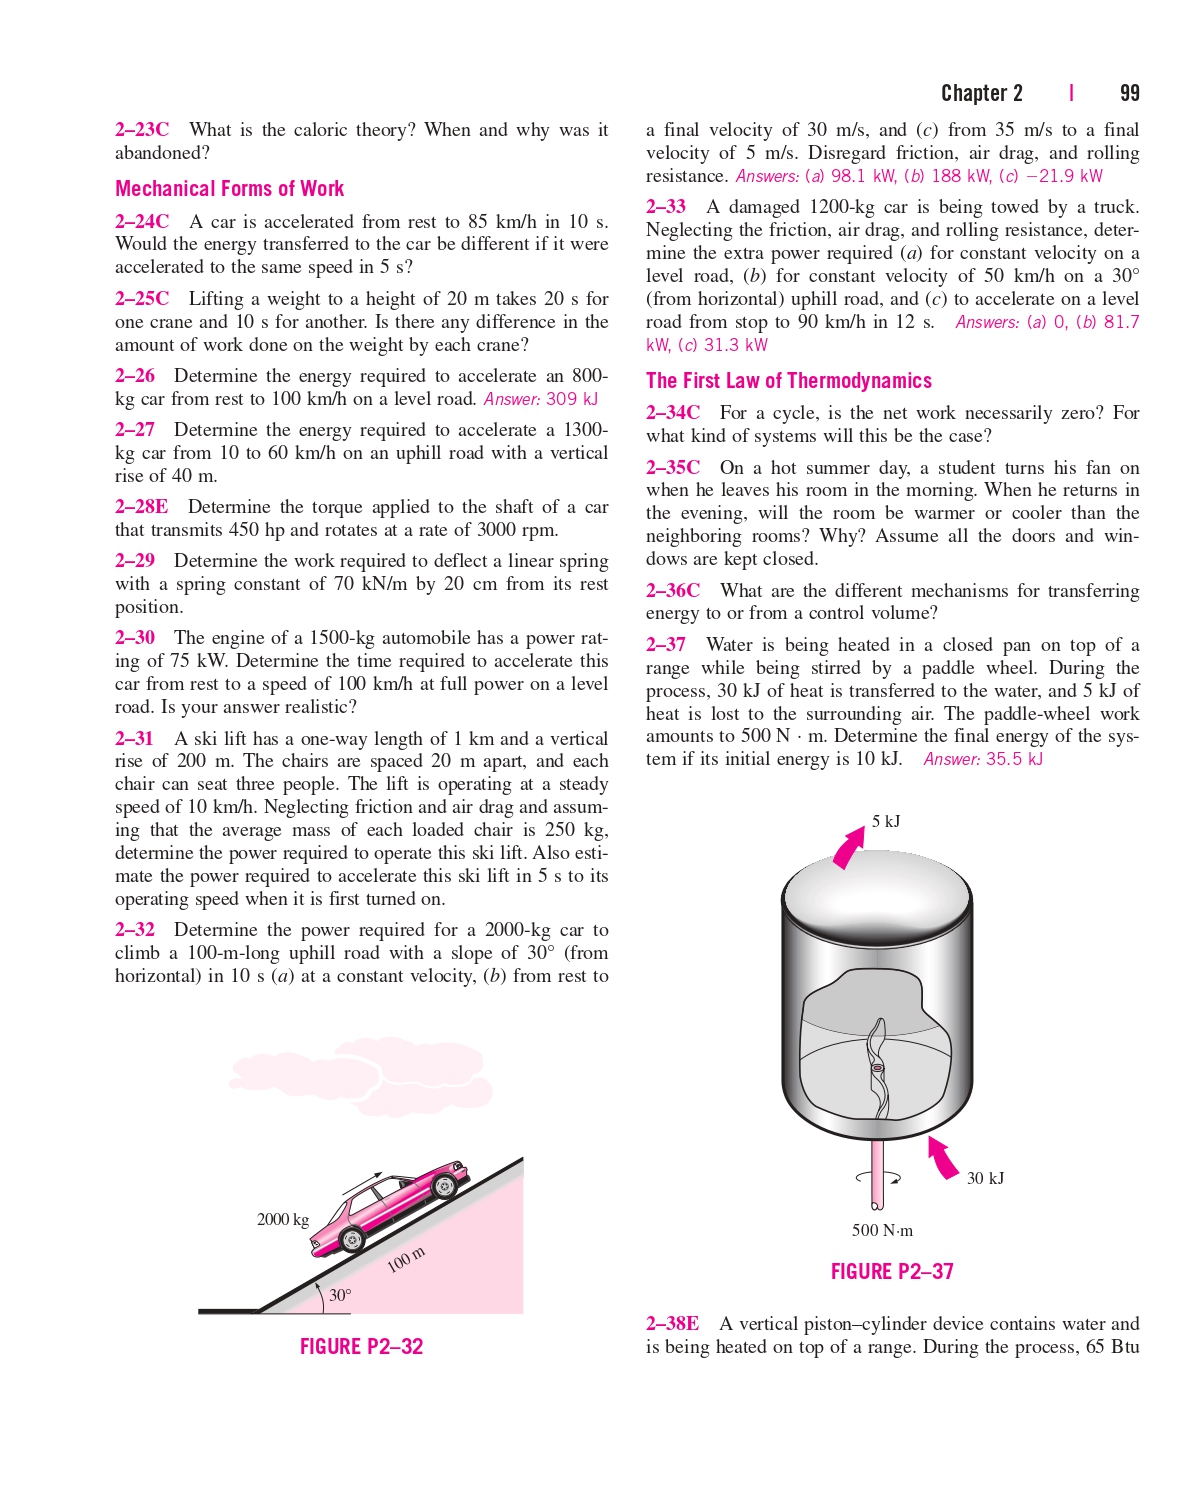 Chapter 2 | 99
2–23C What is the caloric theory? When and why was it
abandoned?
Mechanical Forms of Work
2–24C A car is accelerated from rest to 85 km/h in 10 s.
Would the energy transferred to the car be different if it were
accelerated to the same speed in 5 s?
2–25C Lifting a weight to a height of 20 m takes 20 s for
one crane and 10 s for another. Is there any difference in the
amount of work done on the weight by each crane?
2–26 Determine the energy required to accelerate an 800-
kg car from rest to 100 km/h on a level road. Answer: 309 kJ
2–27 Determine the energy required to accelerate a 1300-
kg car from 10 to 60 km/h on an uphill road with a vertical
rise of 40 m.
2–28E Determine the torque applied to the shaft of a car
that transmits 450 hp and rotates at a rate of 3000 rpm.
2–29 Determine the work required to deflect a linear spring
with a spring constant of 70 kN/m by 20 cm from its rest
position.
2–30 The engine of a 1500-kg automobile has a power rat-
ing of 75 kW. Determine the time required to accelerate this
car from rest to a speed of 100 km/h at full power on a level
road. Is your answer realistic?
2–31 A ski lift has a one-way length of 1 km and a vertical
rise of 200 m. The chairs are spaced 20 m apart, and each
chair can seat three people. The lift is operating at a steady
speed of 10 km/h. Neglecting friction and air drag and assum-
ing that the average mass of each loaded chair is 250 kg,
determine the power required to operate this ski lift. Also esti-
mate the power required to accelerate this ski lift in 5 s to its
operating speed when it is first turned on.
2–32 Determine the power required for a 2000-kg car to
climb a 100-m-long uphill road with a slope of 30° (from
horizontal) in 10 s (a) at a constant velocity, (b) from rest to
2000 kg
100 m
30°
FIGURE P2–32
a final velocity of 30 m/s, and (c) from 35 m/s to a final
velocity of 5 m/s. Disregard friction, air drag, and rolling
resistance. Answers: (a) 98.1 kW, (b) 188 kW, (c) −21.9 kW
2–33 A damaged 1200-kg car is being towed by a truck.
Neglecting the friction, air drag, and rolling resistance, deter-
mine the extra power required (a) for constant velocity on a
level road, (b) for constant velocity of 50 km/h on a 30°
(from horizontal) uphill road, and (c) to accelerate on a level
road from stop to 90 km/h in 12 s. Answers: (a) 0, (b) 81.7
kW, (c) 31.3 kW
The First Law of Thermodynamics
2–34C For a cycle, is the net work necessarily zero? For
what kind of systems will this be the case?
2–35C On a hot summer day, a student turns his fan on
when he leaves his room in the morning. When he returns in
the evening, will the room be warmer or cooler than the
neighboring rooms? Why? Assume all the doors and win-
dows are kept closed.
2–36C What are the different mechanisms for transferring
energy to or from a control volume?
2–37 Water is being heated in a closed pan on top of a
range while being stirred by a paddle wheel. During the
process, 30 kJ of heat is transferred to the water, and 5 kJ of
heat is lost to the surrounding air. The paddle-wheel work
amounts to 500 N · m. Determine the final energy of the sys-
tem if its initial energy is 10 kJ. Answer: 35.5 kJ
5 kJ
30 kJ
500 N·m
FIGURE P2–37
2–38E A vertical piston–cylinder device contains water and
is being heated on top of a range. During the process, 65 Btu